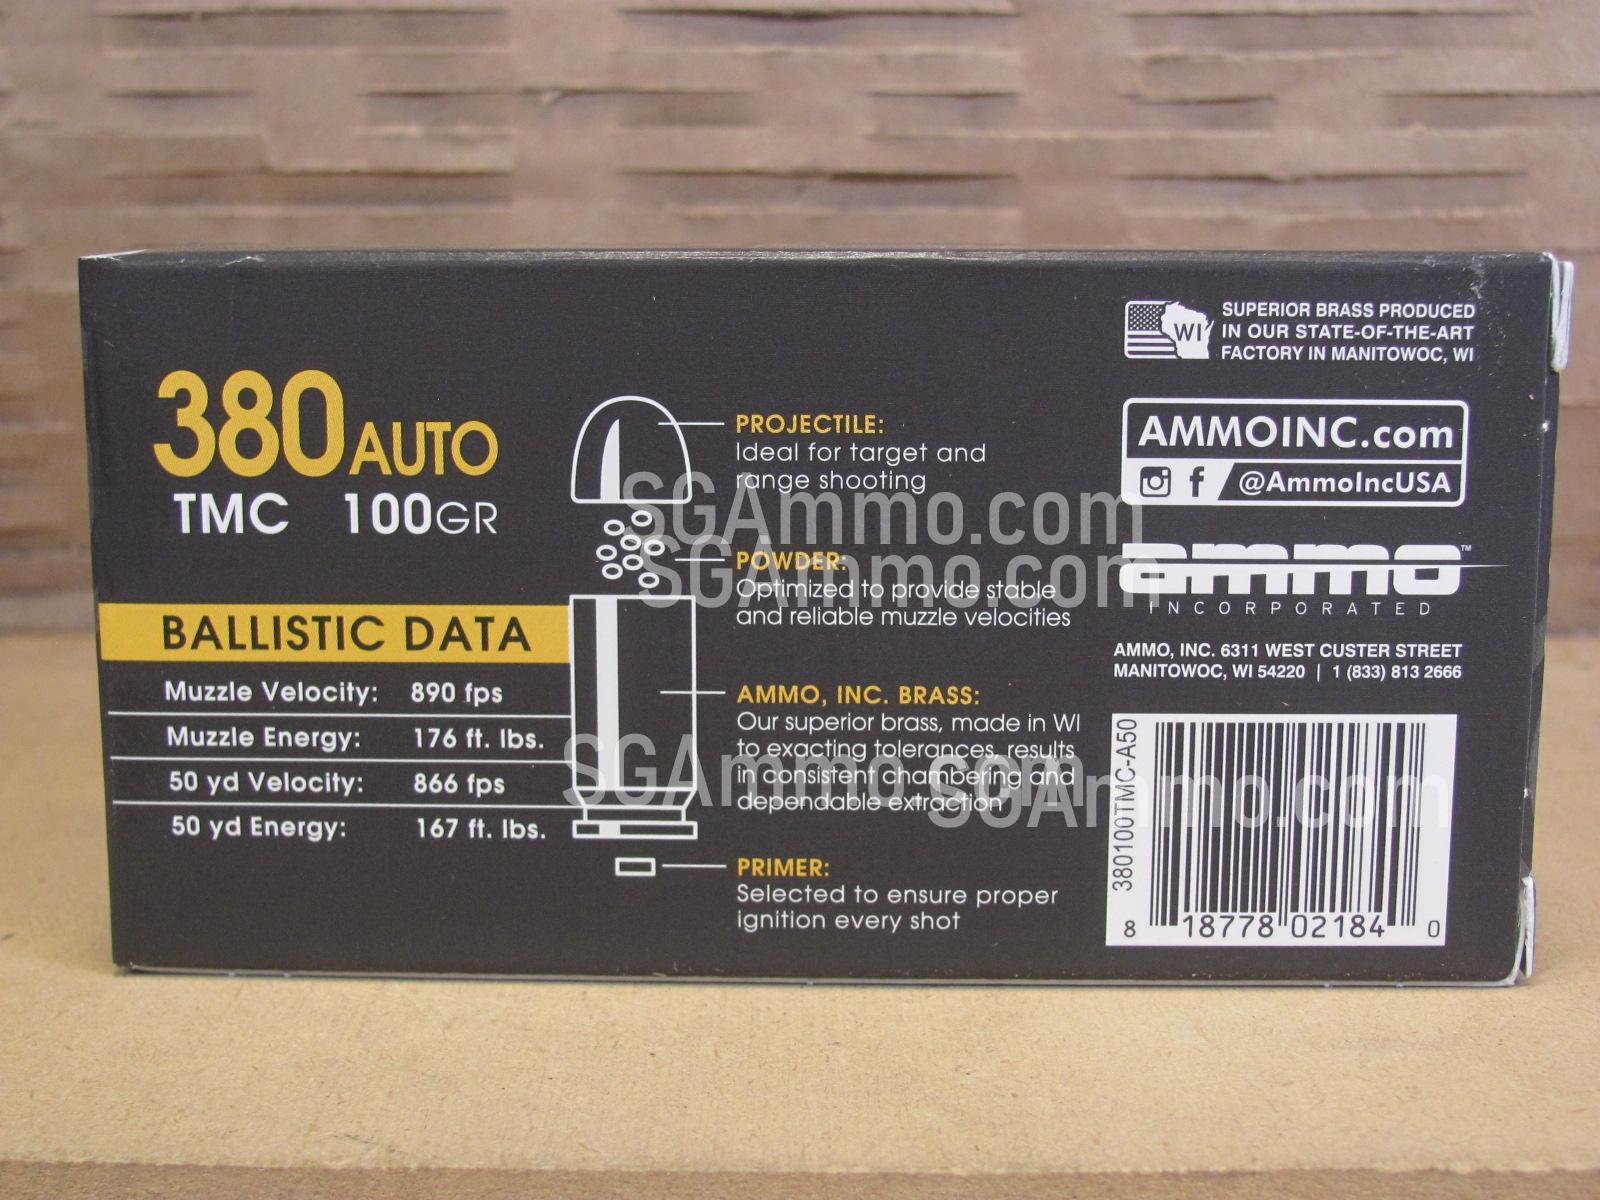 380 AUTO
TMC 100GR
BALLISTIC DATA
Muzzle Velocity: 890 fps
Muzzle Energy: 176 ft. lbs.
50 yd Velocity: 866 fps
50 yd Energy: 167 ft. lbs.
PROJECTILE:
Ideal for target and
range shooting
POWDER:
Optimized to provide stable
and reliable muzzle velocities
AMMO, INC. BRASS:
Our superior brass, made in WI
to exacting tolerances, results
in consistent chambering and
dependable extraction
PRIMER:
Selected to ensure proper
ignition every shot
WI
SUPERIOR BRASS PRODUCED
IN OUR STATE-OF-THE-ART
FACTORY IN MANITOWOC, WI
AMMOINC.com
@AmmoIncUSA
ammo™
INCORPORATED
AMMO, INC. 6311 WEST CUSTER STREET
MANITOWOC, WI 54220 | 1 (833) 813 2666
380100TMC-A50
8 18778 02184 0
SGAmmo.com
SGAmmo.com
SGAmmo.com
SGAmmo.com